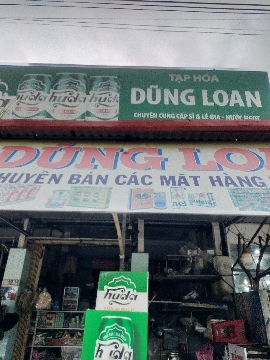 TẠP HÓA
huda huda huda
DŨNG LOAN
CHUYÊN CUNG CẤP SỈ & LẺ BIA - NƯỚC NGỌT
DŨNG LO
HUYÊN BÁN CÁC MẶT HÀNG
huda
huda